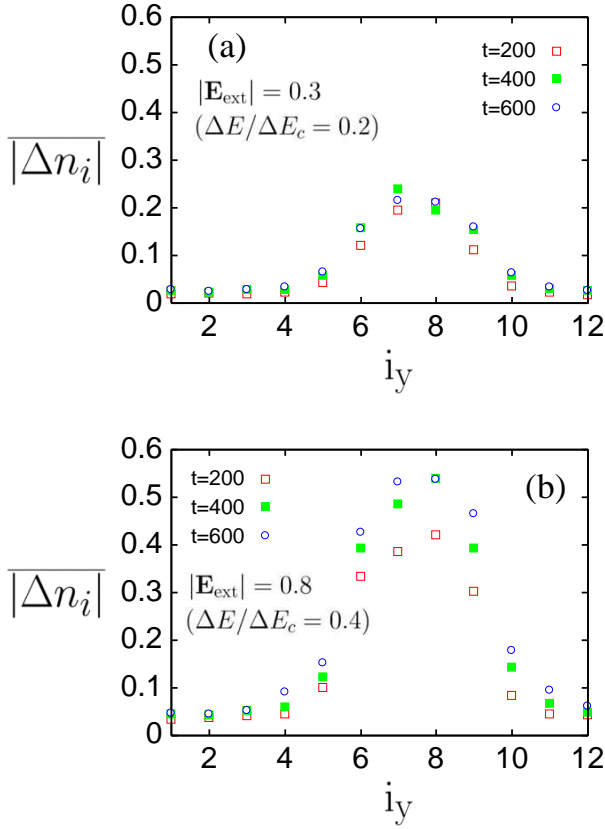 0.6
(a)
t=200
0.5
|E_ext| = 0.3
t=400
(ΔE/ΔE_c = 0.2)
t=600
0.4
|Δn_i|
0.3
0.2
0.1
0
2 4 6 8 10 12
i_y
0.6
t=200
(b)
0.5
t=400
t=600
0.4
|Δn_i|
|E_ext| = 0.8
0.3
(ΔE/ΔE_c = 0.4)
0.2
0.1
0
2 4 6 8 10 12
i_y